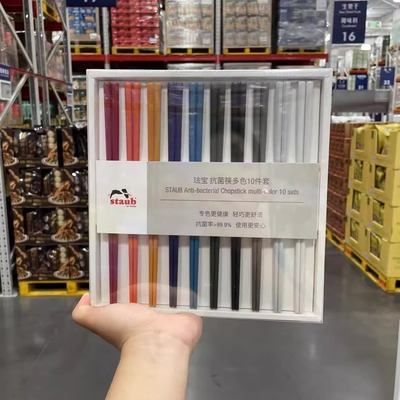 16
staub
珐宝 抗菌筷多色10件套
STAUB Anti-bacterial Chopstick multi-color 10 sets
专色更健康 轻巧更舒适
抗菌率>99.9% 使用更安心